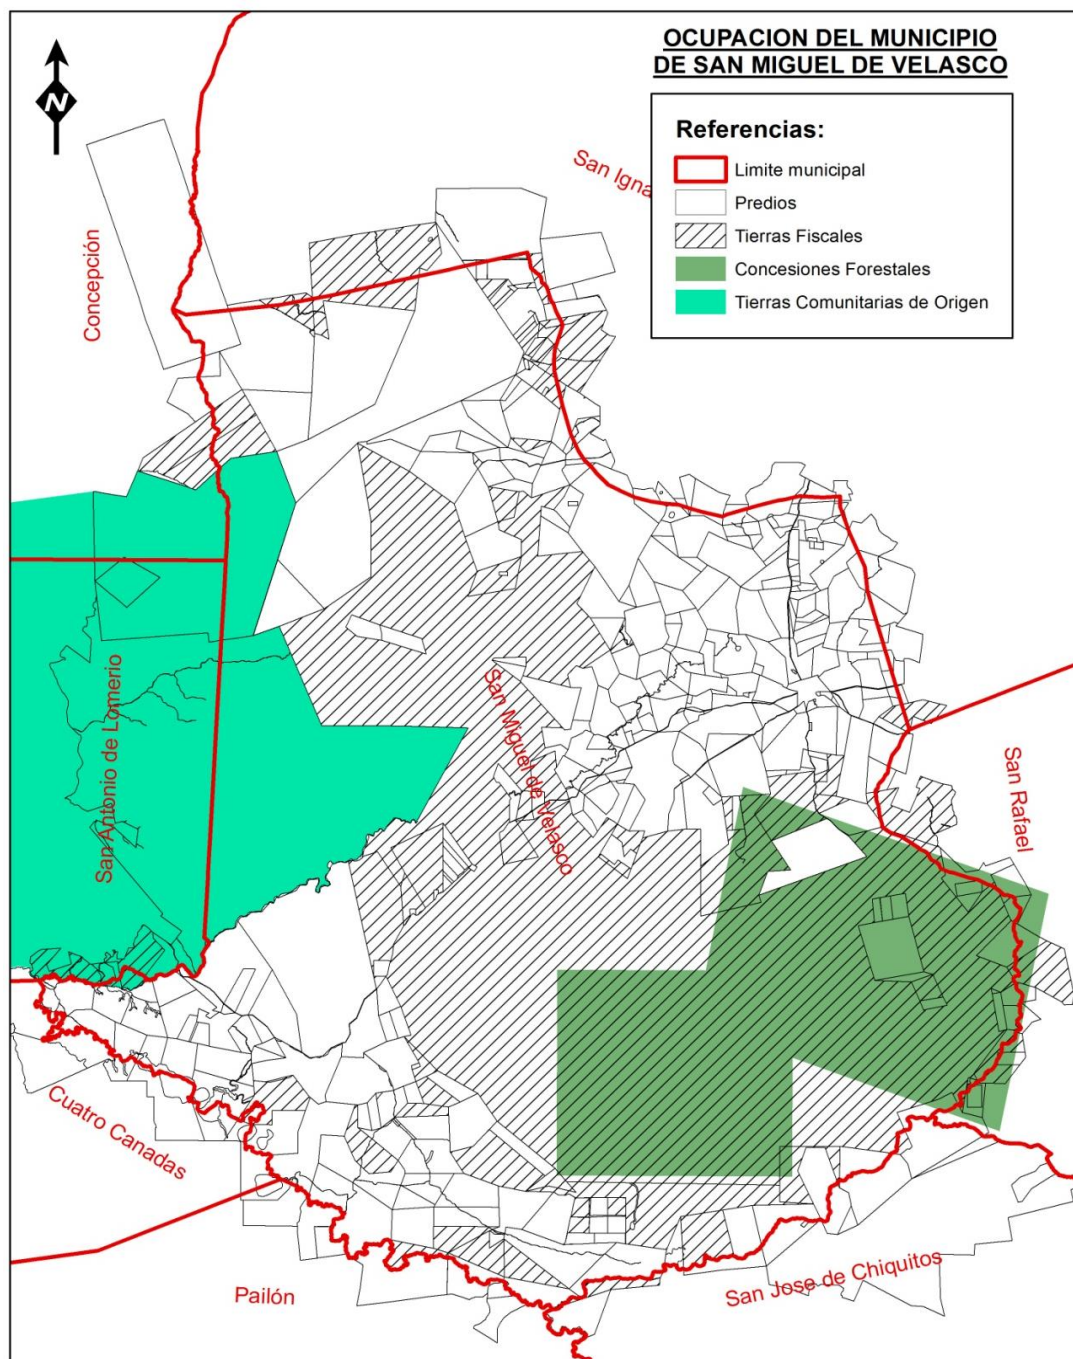 OCUPACION DEL MUNICIPIO
DE SAN MIGUEL DE VELASCO
N
Referencias:
Limite municipal
Predios
Tierras Fiscales
Concesiones Forestales
Tierras Comunitarias de Origen
San Igna
Concepción
San Miguel de Velasco
San Antonio de Lomerio
San Rafael
Cuatro Canadas
Pailón
San Jose de Chiquitos